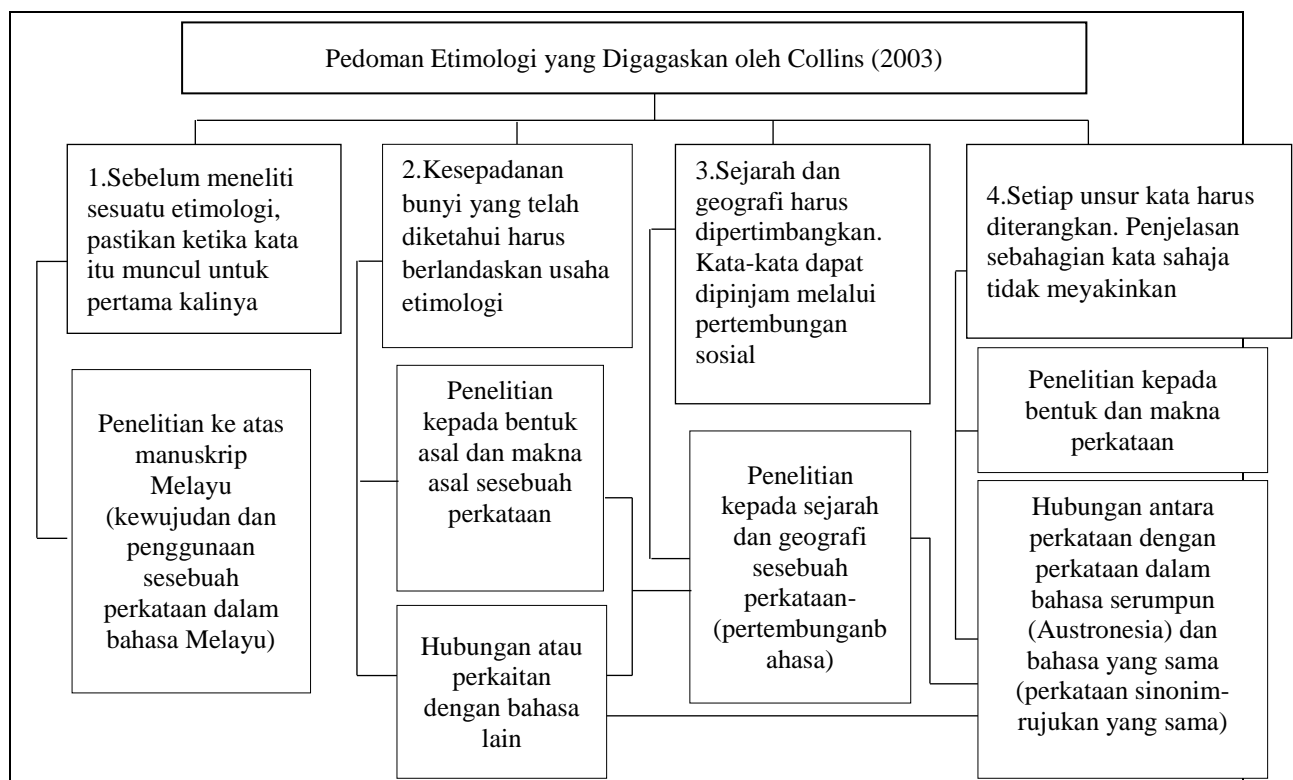 Pedoman Etimologi yang Digagaskan oleh Collins (2003)
1.Sebelum meneliti
sesuatu etimologi,
pastikan ketika kata
itu muncul untuk
pertama kalinya
2.Kesepadanan
bunyi yang telah
diketahui harus
berlandaskan usaha
etimologi
3.Sejarah dan
geografi harus
dipertimbangkan.
Kata-kata dapat
dipinjam melalui
pertembungan
sosial
4.Setiap unsur kata harus
diterangkan. Penjelasan
sebahagian kata sahaja
tidak meyakinkan
Penelitian ke atas
manuskrip
Melayu
(kewujudan dan
penggunaan
sesebuah
perkataan dalam
bahasa Melayu)
Penelitian
kepada bentuk
asal dan makna
asal sesebuah
perkataan
Hubungan atau
perkaitan
dengan bahasa
lain
Penelitian
kepada sejarah
dan geografi
sesebuah
perkataan-
(pertembunganb
ahasa)
Penelitian kepada
bentuk dan makna
perkataan
Hubungan antara
perkataan dengan
perkataan dalam
bahasa serumpun
(Austronesia) dan
bahasa yang sama
(perkataan sinonim-
rujukan yang sama)